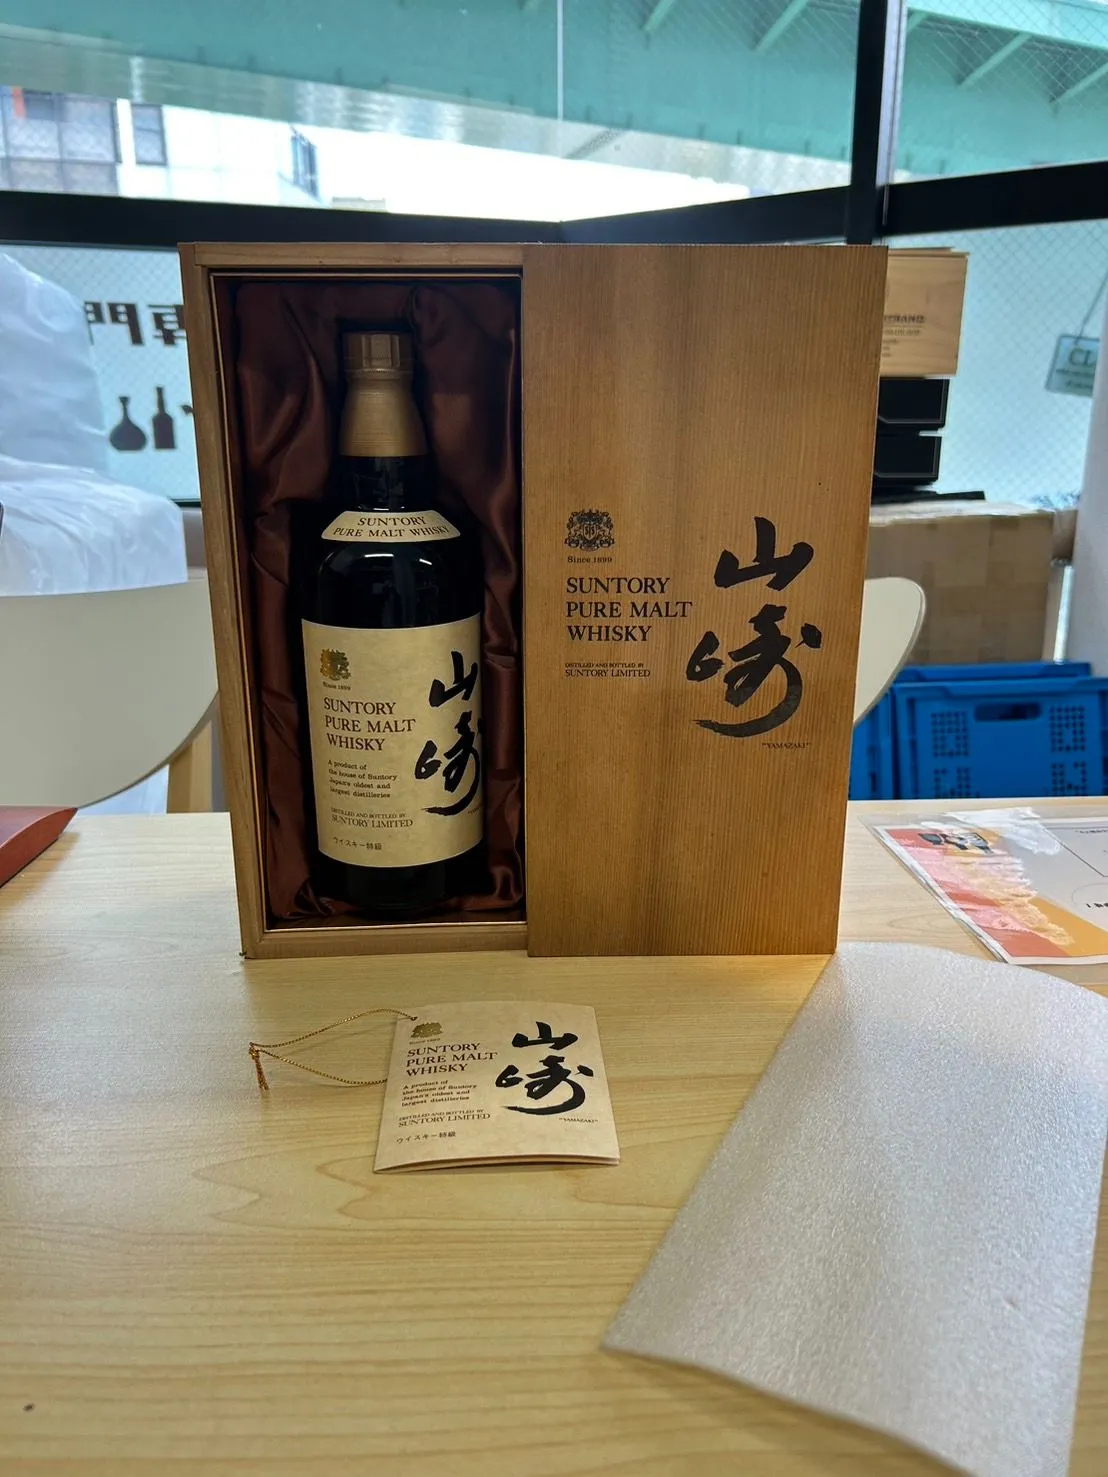 専門
SUNTORY
PURE MALT WHISKY
Since 1899
SUNTORY
PURE MALT
WHISKY
A product of
the house of Suntory
Japan's oldest and
largest distilleries
DISTILLED AND BOTTLED BY
SUNTORY LIMITED
ウイスキー特級
山崎
Since 1899
SUNTORY
PURE MALT
WHISKY
DISTILLED AND BOTTLED BY
SUNTORY LIMITED
山崎
"YAMAZAKI"
Since 1899
SUNTORY
PURE MALT
WHISKY
A product of
the house of Suntory
Japan's oldest and
largest distilleries
DISTILLED AND BOTTLED BY
SUNTORY LIMITED
ウイスキー特級
山崎
"YAMAZAKI"